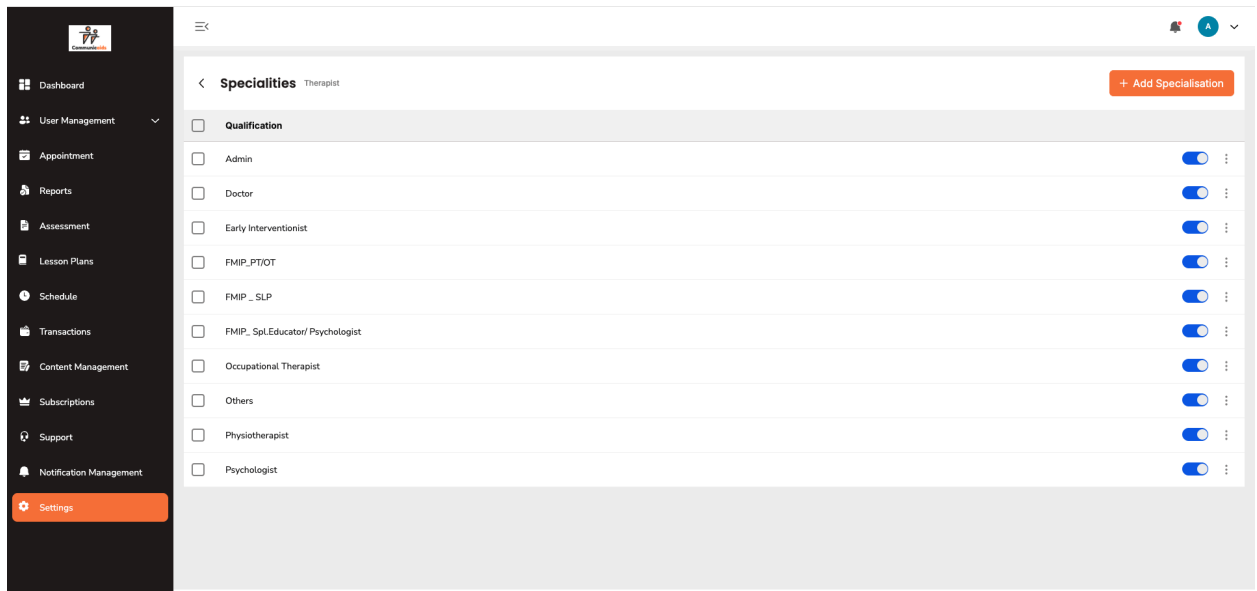 Communikids
A
Dashboard
User Management
Appointment
Reports
Assessment
Lesson Plans
Schedule
Transactions
Content Management
Subscriptions
Support
Notification Management
Settings
Specialities Therapist
+ Add Specialisation
Qualification
Admin
Doctor
Early Interventionist
FMIP_PT/OT
FMIP _ SLP
FMIP_ Spl.Educator/ Psychologist
Occupational Therapist
Others
Physiotherapist
Psychologist